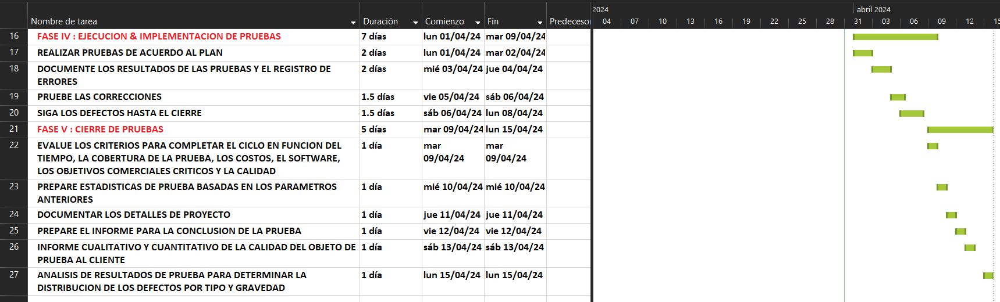 2024
abril 2024
Nombre de tarea Duración Comienzo Fin Predecesor 04 07 10 13 16 19 22 25 28 31 03 06 09 12 15
16 FASE IV : EJECUCION & IMPLEMENTACION DE PRUEBAS 7 días lun 01/04/24 mar 09/04/24
17 REALIZAR PRUEBAS DE ACUERDO AL PLAN 2 días lun 01/04/24 mar 02/04/24
18 DOCUMENTE LOS RESULTADOS DE LAS PRUEBAS Y EL REGISTRO DE 2 días mié 03/04/24 jue 04/04/24
ERRORES
19 PRUEBE LAS CORRECCIONES 1.5 días vie 05/04/24 sáb 06/04/24
20 SIGA LOS DEFECTOS HASTA EL CIERRE 1.5 días sáb 06/04/24 lun 08/04/24
21 FASE V : CIERRE DE PRUEBAS 5 días mar 09/04/24 lun 15/04/24
22 EVALUE LOS CRITERIOS PARA COMPLETAR EL CICLO EN FUNCION DEL 1 día mar mar
TIEMPO, LA COBERTURA DE LA PRUEBA, LOS COSTOS, EL SOFTWARE, 09/04/24 09/04/24
LOS OBJETIVOS COMERCIALES CRITICOS Y LA CALIDAD
23 PREPARE ESTADISTICAS DE PRUEBA BASADAS EN LOS PARAMETROS 1 día mié 10/04/24 mié 10/04/24
ANTERIORES
24 DOCUMENTAR LOS DETALLES DE PROYECTO 1 día jue 11/04/24 jue 11/04/24
25 PREPARE EL INFORME PARA LA CONCLUSION DE LA PRUEBA 1 día vie 12/04/24 vie 12/04/24
26 INFORME CUALITATIVO Y CUANTITATIVO DE LA CALIDAD DEL OBJETO DE 1 día sáb 13/04/24 sáb 13/04/24
PRUEBA AL CLIENTE
27 ANALISIS DE RESULTADOS DE PRUEBA PARA DETERMINAR LA 1 día lun 15/04/24 lun 15/04/24
DISTRIBUCION DE LOS DEFECTOS POR TIPO Y GRAVEDAD